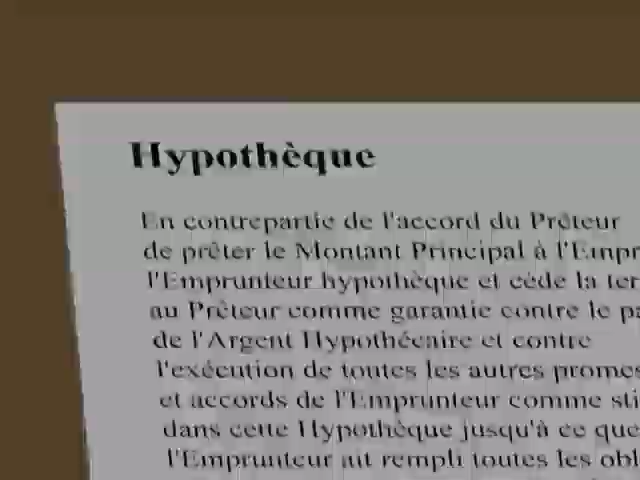 Hypothèque
En contrepartie de l'accord du Prêteur
de prêter le Montant Principal à
l'Emprunteur hypothèque et cède la
au Prêteur comme garantie contre le
de l'Argent Hypothécaire et contre
l'exécution de toutes les autres
et accords de l'Emprunteur comme
dans cette Hypothèque jusqu'à ce que
l'Emprunteur ait rempli toutes les